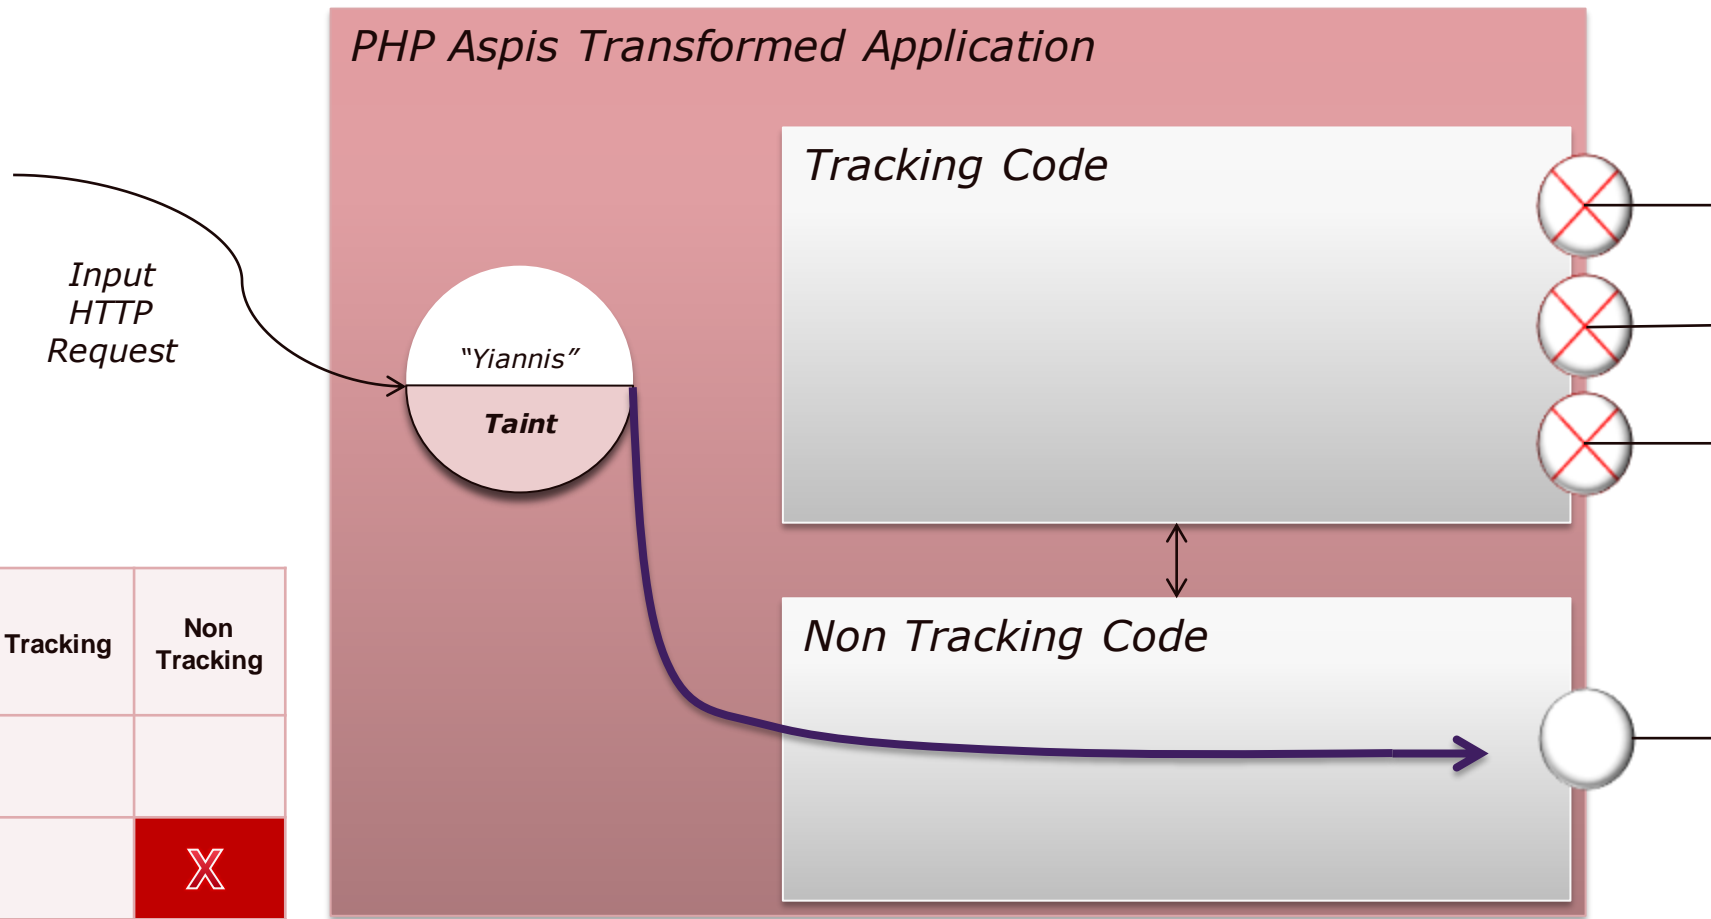 PHP Aspis Transformed Application
Tracking Code
Input
HTTP
Request
“Yiannis”
Taint
Non Tracking Code
Tracking
Non
Tracking
X